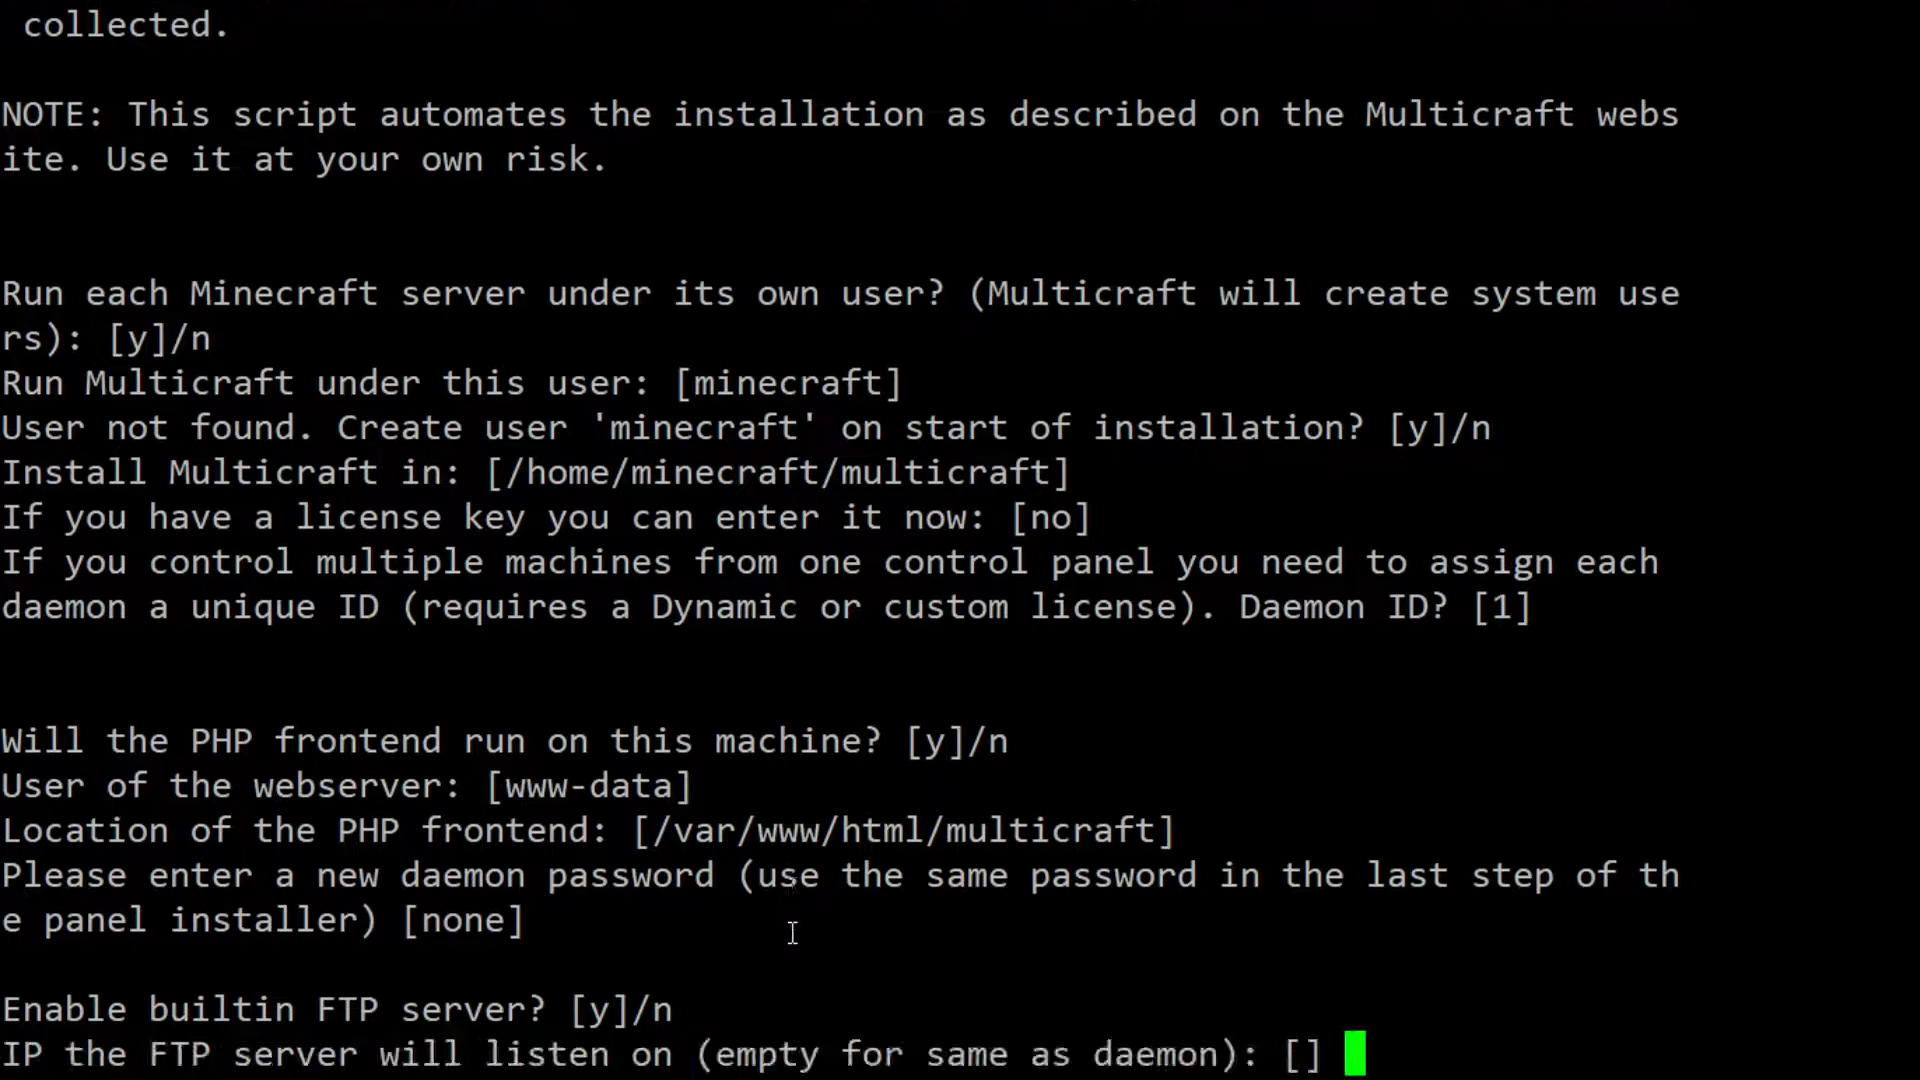 collected.
NOTE: This script automates the installation as described on the Multicraft webs
ite. Use it at your own risk.
Run each Minecraft server under its own user? (Multicraft will create system use
rs): [y]/n
Run Multicraft under this user: [minecraft]
User not found. Create user 'minecraft' on start of installation? [y]/n
Install Multicraft in: [/home/minecraft/multicraft]
If you have a license key you can enter it now: [no]
If you control multiple machines from one control panel you need to assign each
daemon a unique ID (requires a Dynamic or custom license). Daemon ID? [1]
Will the PHP frontend run on this machine? [y]/n
User of the webserver: [www-data]
Location of the PHP frontend: [/var/www/html/multicraft]
Please enter a new daemon password (use the same password in the last step of th
e panel installer) [none]
Enable builtin FTP server? [y]/n
IP the FTP server will listen on (empty for same as daemon): []